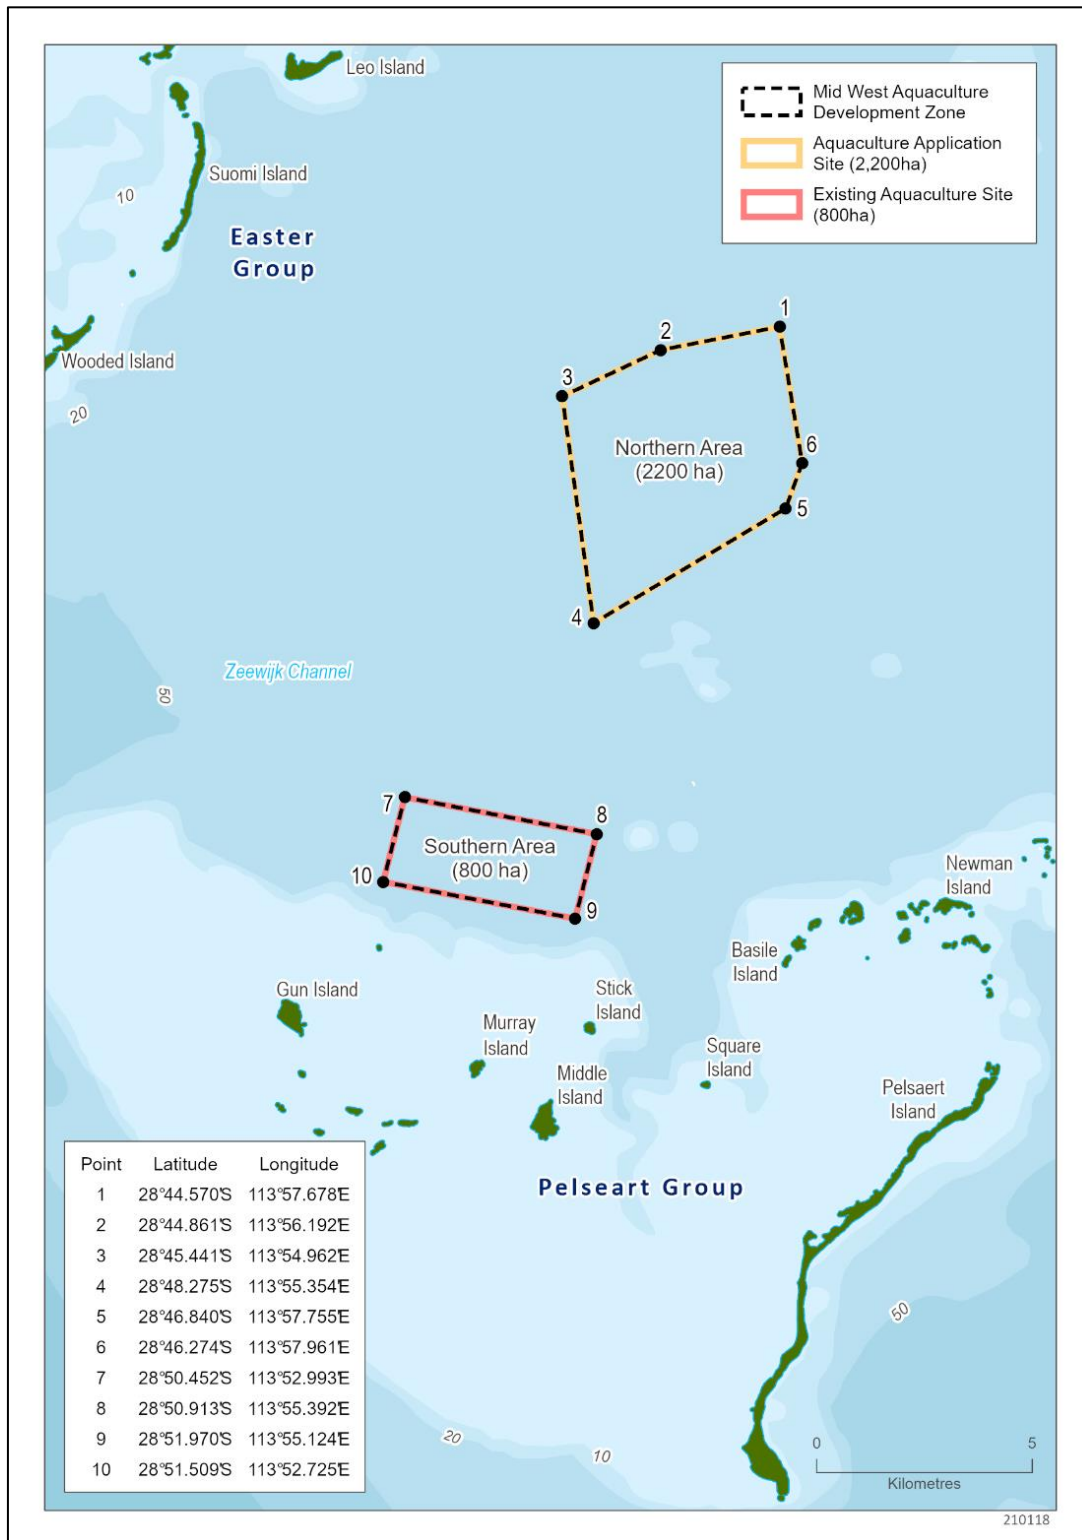 Leo Island
Mid West Aquaculture
Development Zone
Aquaculture Application
Site (2,200ha)
Existing Aquaculture Site
(800ha)
Suomi Island
10
Easter
Group
Wooded Island
20
1
2
3
Northern Area
(2200 ha)
6
5
4
Zeewijk Channel
50
7
8
Southern Area
(800 ha)
10
9
Newman
Island
Basile
Island
Gun Island
Stick
Island
Murray
Island
Square
Island
Middle
Island
Pelsaert
Island
Pelseart Group
50
20
10
Point Latitude Longitude
1 28°44.570'S 113°57.678'E
2 28°44.861'S 113°56.192'E
3 28°45.441'S 113°54.962'E
4 28°48.275'S 113°55.354'E
5 28°46.840'S 113°57.755'E
6 28°46.274'S 113°57.961'E
7 28°50.452'S 113°52.993'E
8 28°50.913'S 113°55.392'E
9 28°51.970'S 113°55.124'E
10 28°51.509'S 113°52.725'E
0 5
Kilometres
210118